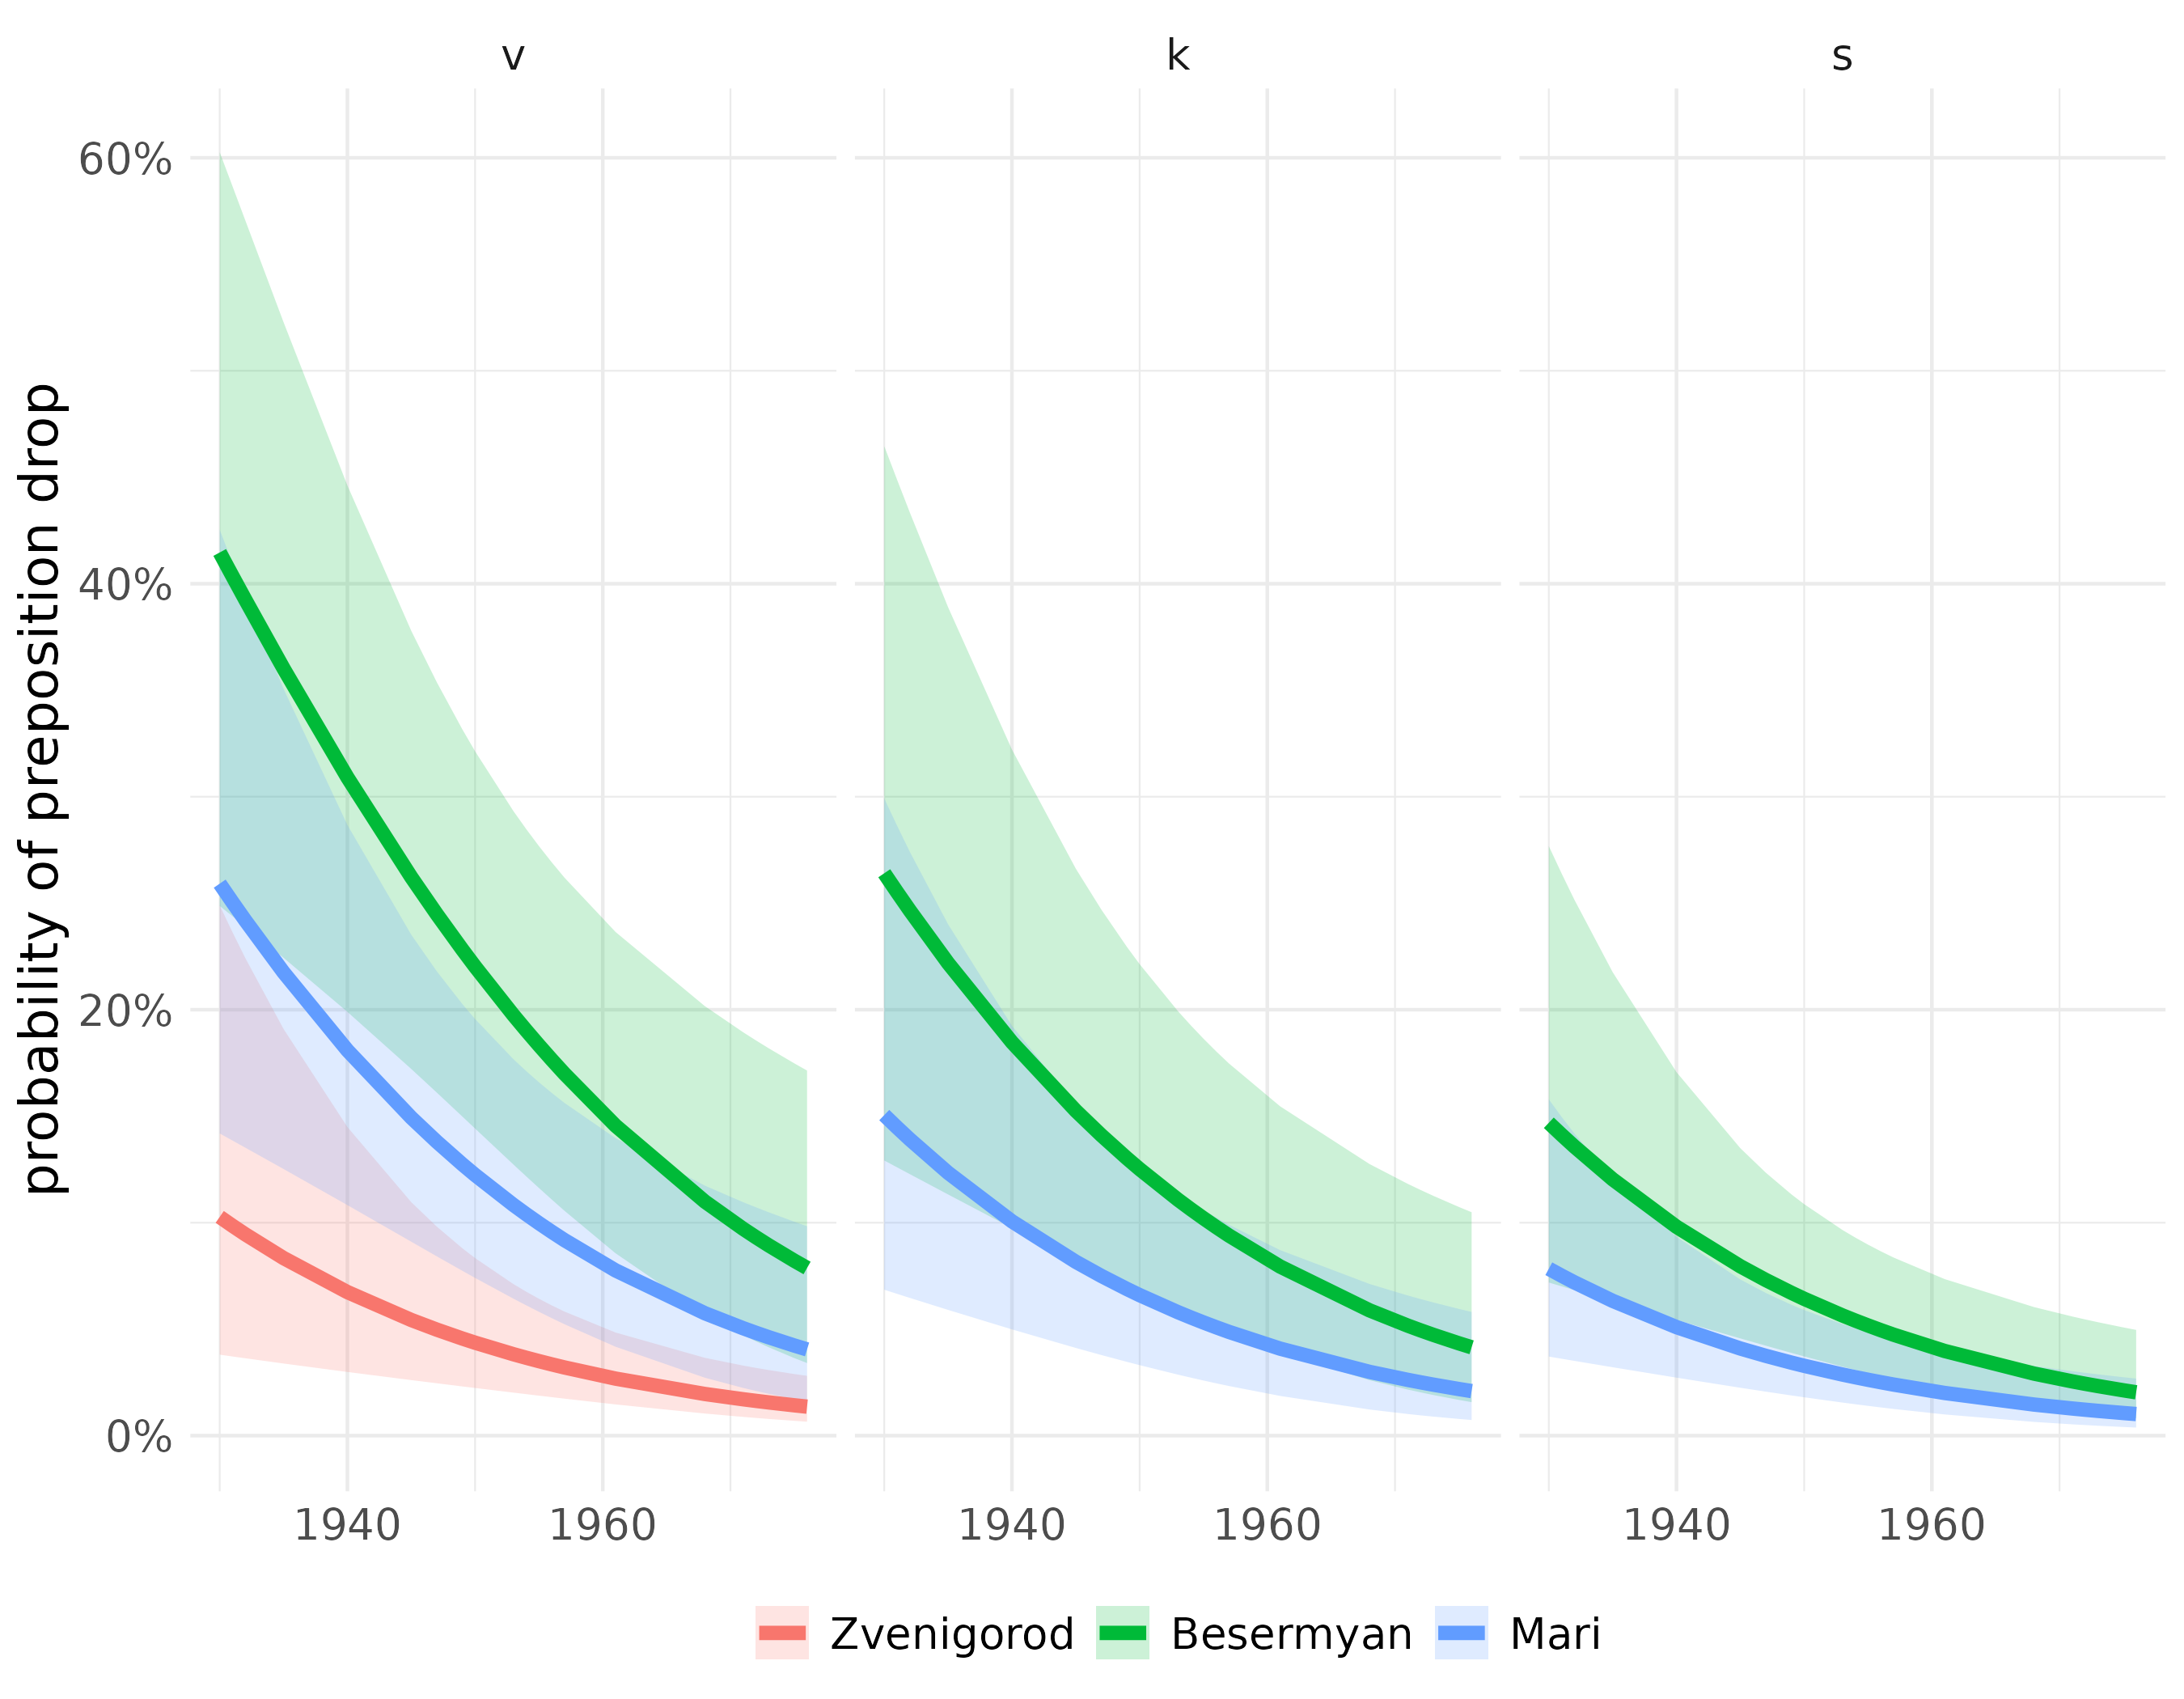 v k s
probability of preposition drop
60%
40%
20%
0%
1940 1960 1940 1960 1940 1960
Zvenigorod Besermyan Mari